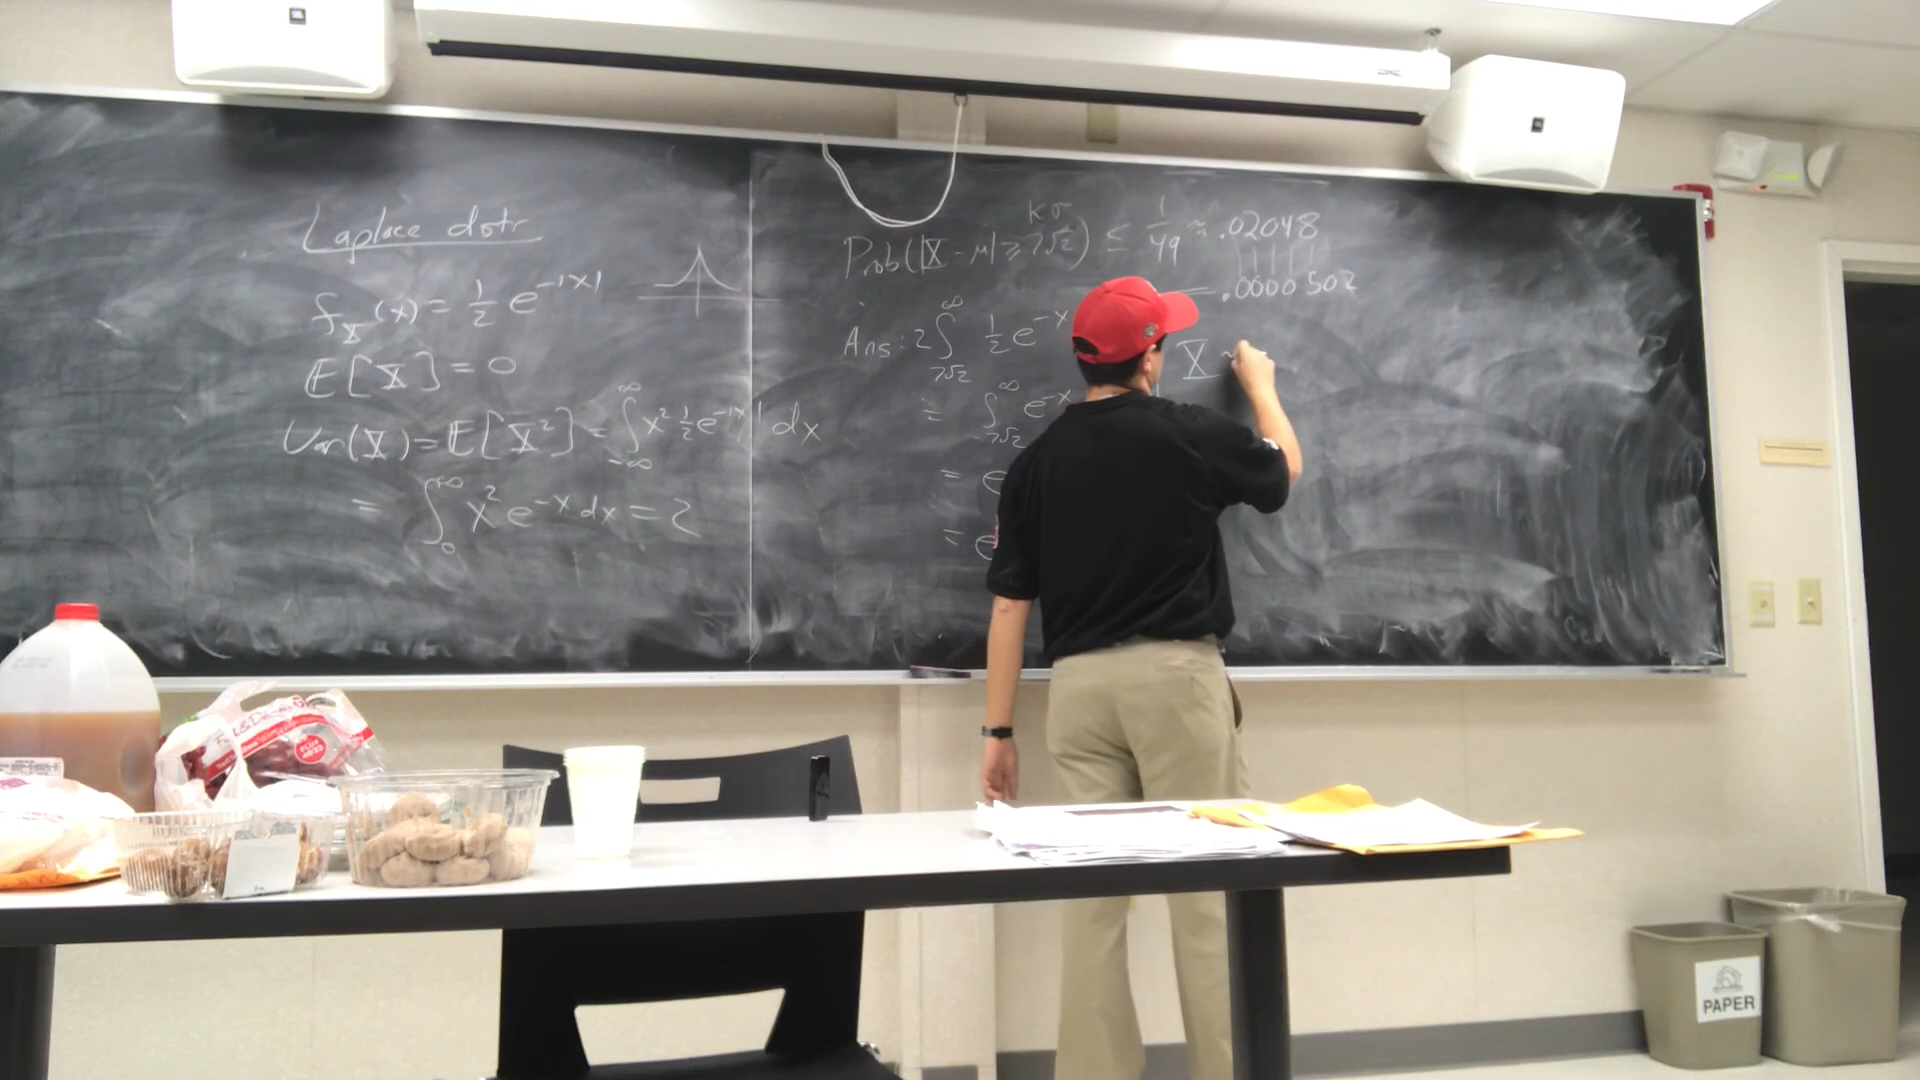 Laplace distr
f_X(x) = 1/2 e^{-|x|}
E[X] = 0
Var(X) = E[X²] = ∫_{-∞}^{∞} x² 1/2 e^{-|x|} dx
= ∫_0^{+∞} x² e^{-x} dx = 2
kσ
Prob(|X - μ| ≥ 7√2) ≤ 1/49 ≈ .02048
= .0000502
Ans: 2 ∫_{7√2}^{∞} 1/2 e^{-x}
= ∫_{7√2}^{∞} e^{-x}
= e
= e
X ~
PAPER